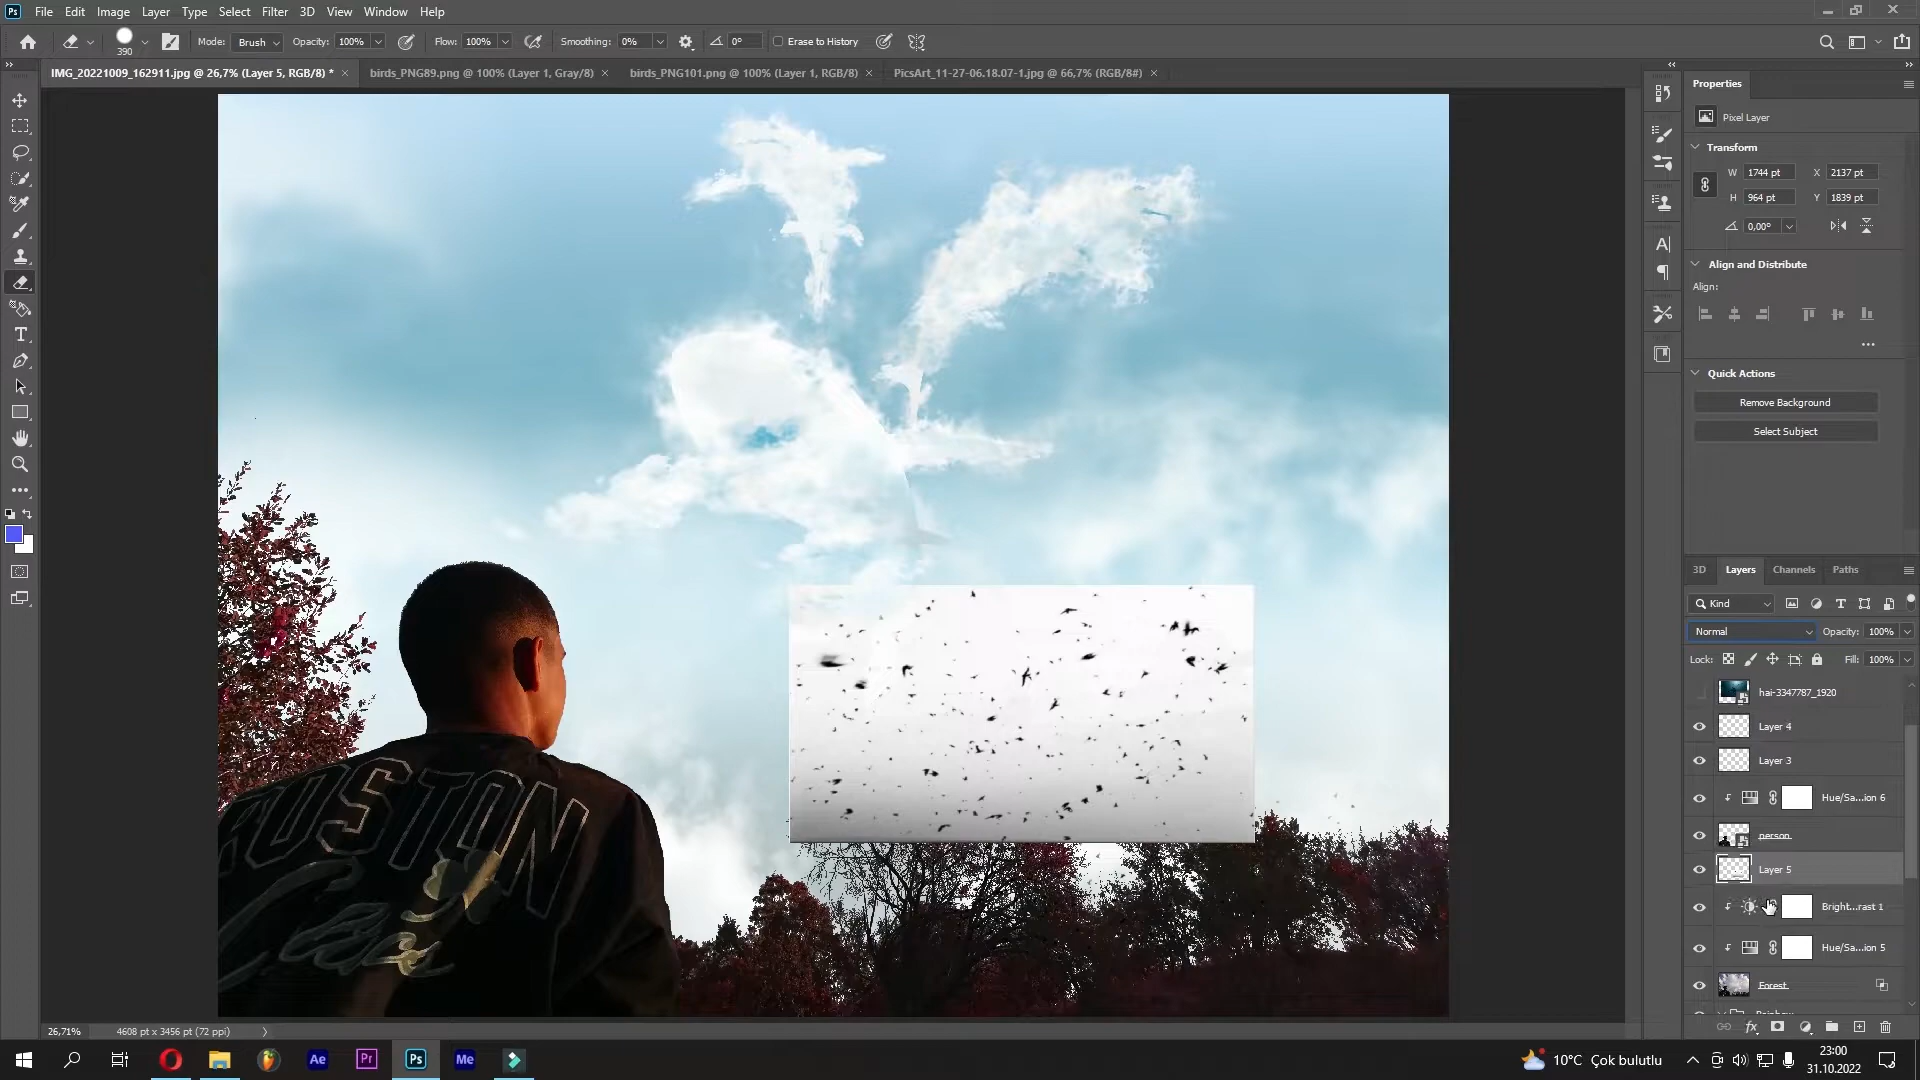 Ps File Edit Image Layer Type Select Filter 3D View Window Help
390 Mode: Brush Opacity: 100% Flow: 100% Smoothing: 0% 0° Erase to History
IMG_20221009_162911.jpg @ 26,7% (Layer 5, RGB/8) * × birds_PNG89.png @ 100% (Layer 1, Gray/8) × birds_PNG101.png @ 100% (Layer 1, RGB/8) × PicsArt_11-27-06.18.07-1.jpg @ 66,7% (RGB/8#) ×
Properties
Pixel Layer
Transform
W 1744 pt X 2137 pt
H 964 pt Y 1839 pt
0,00°
Align and Distribute
Align:
Quick Actions
Remove Background
Select Subject
3D Layers Channels Paths
Kind
Normal Opacity: 100%
Lock: Fill: 100%
hai-3347787_1920
Layer 4
Layer 3
Hue/Sa...ion 6
person
Layer 5
Bright...rast 1
Hue/Sa...ion 5
Forest
BOSTON
26,71% 4608 pt x 3456 pt (72 ppi)
Ae Pr Ps Me
10°C Çok bulutlu
23:00
31.10.2022